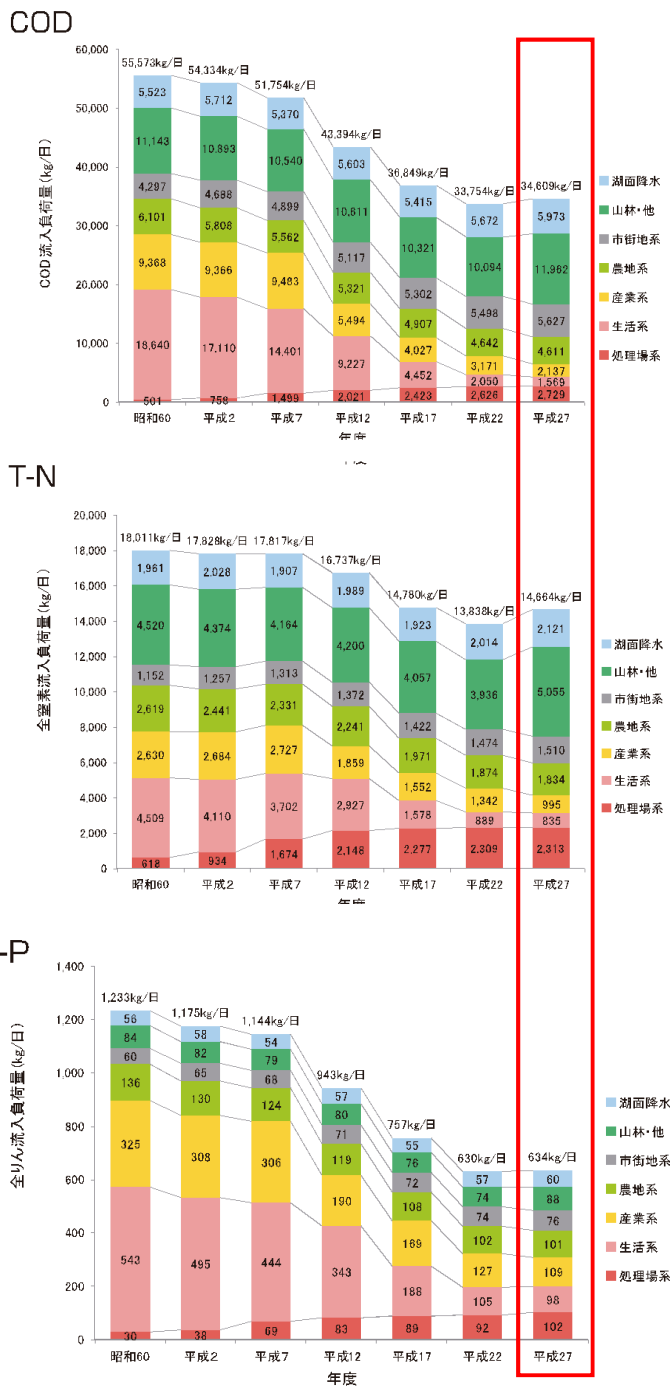 COD
60,000
50,000
40,000
30,000
20,000
10,000
0
COD流入負荷量(kg/日)
55,573kg/日 54,334kg/日 51,754kg/日 43,394kg/日 36,849kg/日 33,754kg/日 34,609kg/日
5,523 5,712 5,370 5,603 5,415 5,672 5,973
11,143 10,893 10,540 10,611 10,321 10,094 11,962
4,297 4,688 4,899 5,117 5,302 5,498 5,627
6,101 5,808 5,562 5,321 4,907 4,642 4,611
9,368 9,366 9,483 5,494 4,027 3,171 2,137
18,640 17,110 14,401 9,227 4,452 2,050 1,569
501 758 1,499 2,021 2,423 2,626 2,729
昭和60 平成2 平成7 平成12 平成17 平成22 平成27
年度
湖面降水
山林・他
市街地系
農地系
産業系
生活系
処理場系
T-N
20,000
18,000
16,000
14,000
12,000
10,000
8,000
6,000
4,000
2,000
0
全窒素流入負荷量(kg/日)
18,011kg/日 17,828kg/日 17,817kg/日 16,737kg/日 14,780kg/日 13,838kg/日 14,664kg/日
1,961 2,028 1,907 1,989 1,923 2,014 2,121
4,520 4,374 4,164 4,200 4,057 3,936 5,055
1,152 1,257 1,313 1,372 1,422 1,474 1,510
2,619 2,441 2,331 2,241 1,971 1,874 1,834
2,630 2,684 2,727 1,859 1,552 1,342 995
4,509 4,110 3,702 2,927 1,578 889 835
618 934 1,674 2,148 2,277 2,309 2,313
昭和60 平成2 平成7 平成12 平成17 平成22 平成27
年度
湖面降水
山林・他
市街地系
農地系
産業系
生活系
処理場系
-P
1,400
1,200
1,000
800
600
400
200
0
全りん流入負荷量(kg/日)
1,233kg/日 1,175kg/日 1,144kg/日 943kg/日 757kg/日 630kg/日 634kg/日
56 58 54 57 55 57 60
84 82 79 80 76 74 88
60 65 68 71 72 74 76
136 130 124 119 108 102 101
325 308 306 190 169 127 109
543 495 444 343 188 105 98
30 38 69 83 89 92 102
昭和60 平成2 平成7 平成12 平成17 平成22 平成27
年度
湖面降水
山林・他
市街地系
農地系
産業系
生活系
処理場系